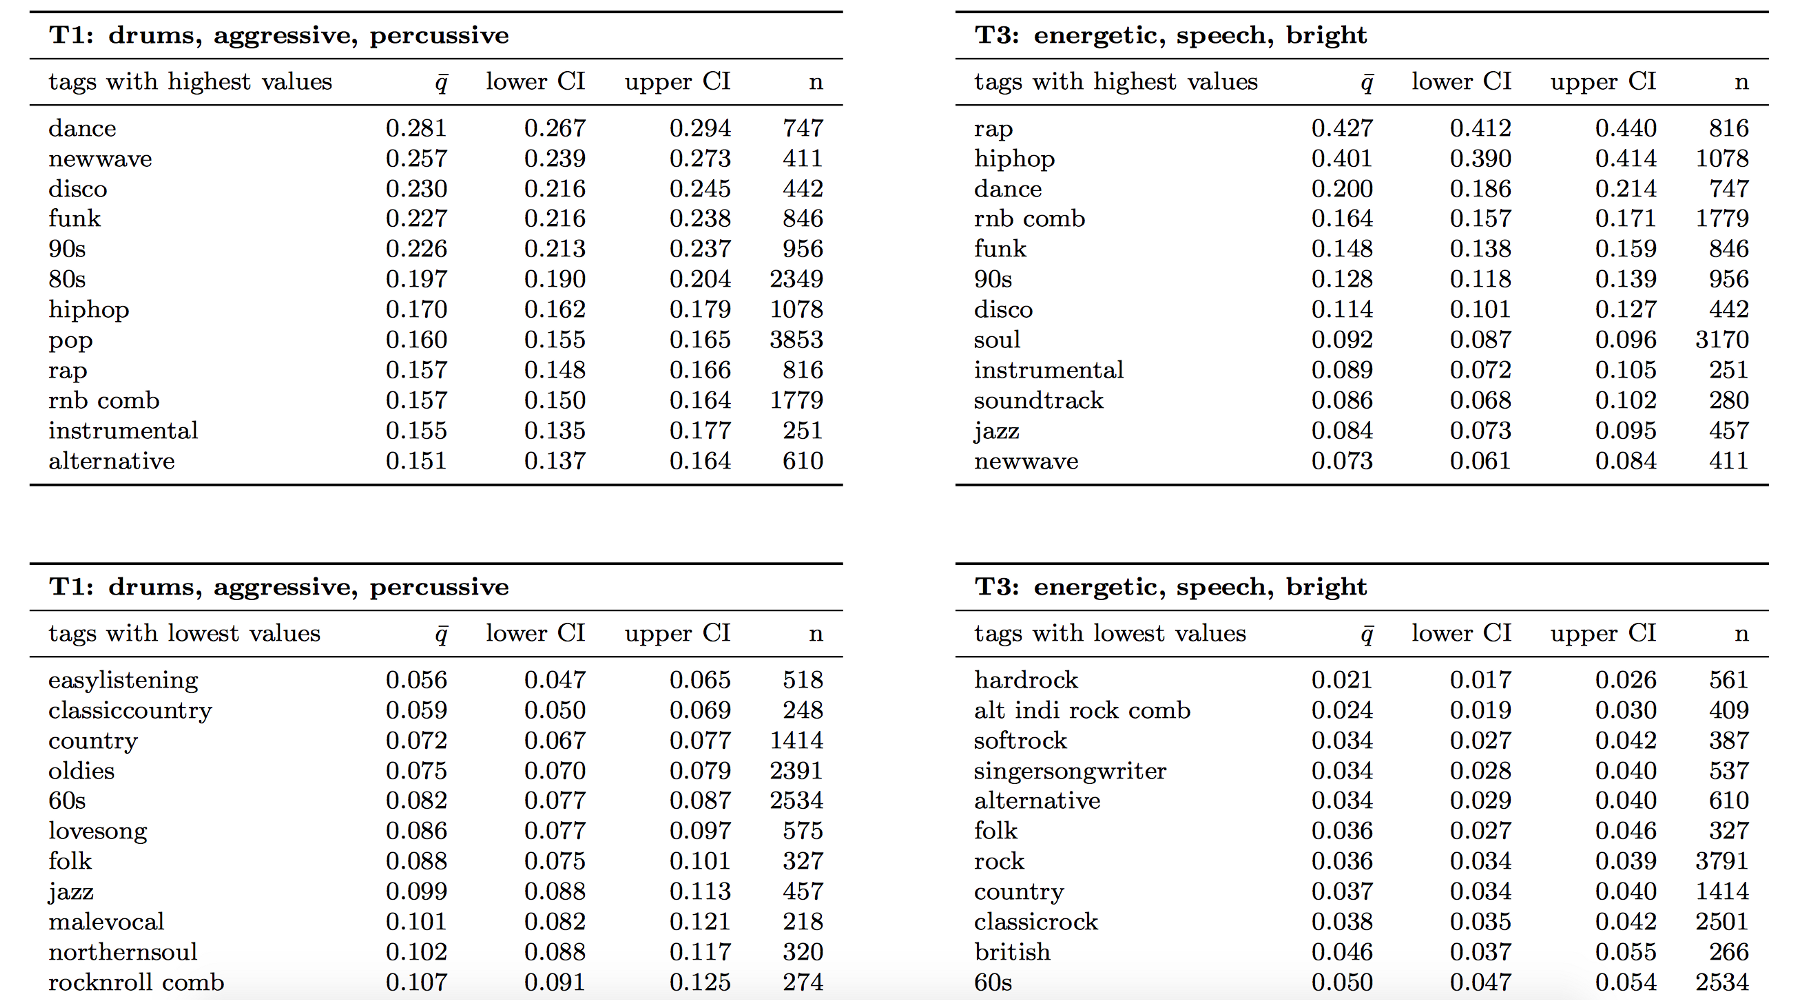 T1: drums, aggressive, percussive
tags with highest values q̄ lower CI upper CI n
dance 0.281 0.267 0.294 747
newwave 0.257 0.239 0.273 411
disco 0.230 0.216 0.245 442
funk 0.227 0.216 0.238 846
90s 0.226 0.213 0.237 956
80s 0.197 0.190 0.204 2349
hiphop 0.170 0.162 0.179 1078
pop 0.160 0.155 0.165 3853
rap 0.157 0.148 0.166 816
rnb comb 0.157 0.150 0.164 1779
instrumental 0.155 0.135 0.177 251
alternative 0.151 0.137 0.164 610
T3: energetic, speech, bright
tags with highest values q̄ lower CI upper CI n
rap 0.427 0.412 0.440 816
hiphop 0.401 0.390 0.414 1078
dance 0.200 0.186 0.214 747
rnb comb 0.164 0.157 0.171 1779
funk 0.148 0.138 0.159 846
90s 0.128 0.118 0.139 956
disco 0.114 0.101 0.127 442
soul 0.092 0.087 0.096 3170
instrumental 0.089 0.072 0.105 251
soundtrack 0.086 0.068 0.102 280
jazz 0.084 0.073 0.095 457
newwave 0.073 0.061 0.084 411
T1: drums, aggressive, percussive
tags with lowest values q̄ lower CI upper CI n
easylistening 0.056 0.047 0.065 518
classiccountry 0.059 0.050 0.069 248
country 0.072 0.067 0.077 1414
oldies 0.075 0.070 0.079 2391
60s 0.082 0.077 0.087 2534
lovesong 0.086 0.077 0.097 575
folk 0.088 0.075 0.101 327
jazz 0.099 0.088 0.113 457
malevocal 0.101 0.082 0.121 218
northernsoul 0.102 0.088 0.117 320
rocknroll comb 0.107 0.091 0.125 274
T3: energetic, speech, bright
tags with lowest values q̄ lower CI upper CI n
hardrock 0.021 0.017 0.026 561
alt indi rock comb 0.024 0.019 0.030 409
softrock 0.034 0.027 0.042 387
singersongwriter 0.034 0.028 0.040 537
alternative 0.034 0.029 0.040 610
folk 0.036 0.027 0.046 327
rock 0.036 0.034 0.039 3791
country 0.037 0.034 0.040 1414
classicrock 0.038 0.035 0.042 2501
british 0.046 0.037 0.055 266
60s 0.050 0.047 0.054 2534